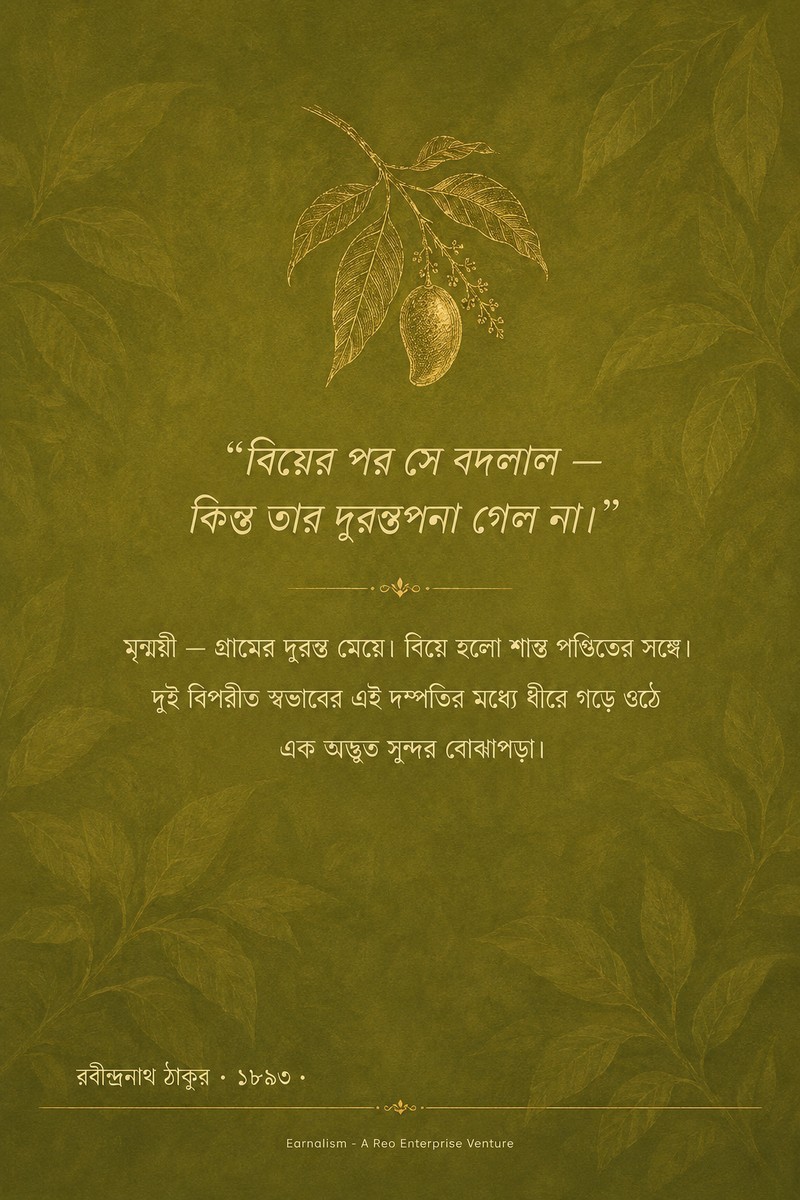 “বিয়ের পর সে বদলাল —
কিন্তু তার দুরন্তপনা গেল না।”
মৃন্ময়ী — গ্রামের দুরন্ত মেয়ে। বিয়ে হলো শান্ত পণ্ডিতের সঙ্গে।
দুই বিপরীত স্বভাবের এই দম্পতির মধ্যে ধীরে গড়ে ওঠে
এক অদ্ভুত সুন্দর বোঝাপড়া।
রবীন্দ্রনাথ ঠাকুর · ১৮৯৩ ·
Earnalism - A Reo Enterprise Venture